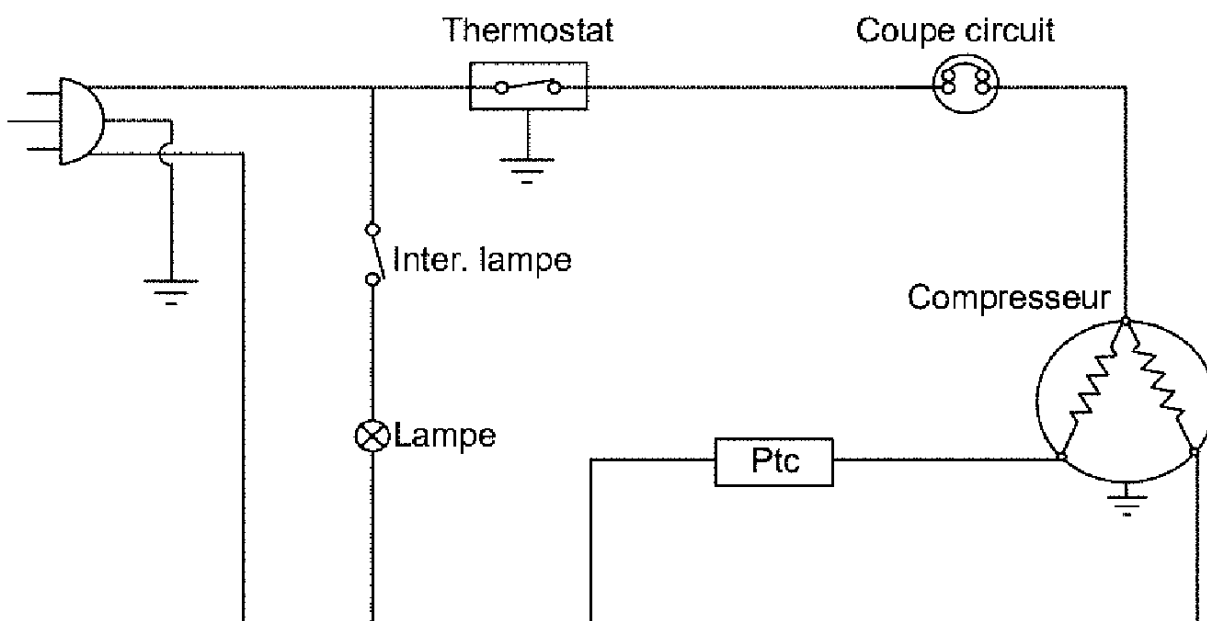 Thermostat
Coupe circuit
Inter. lampe
Compresseur
Lampe
Ptc